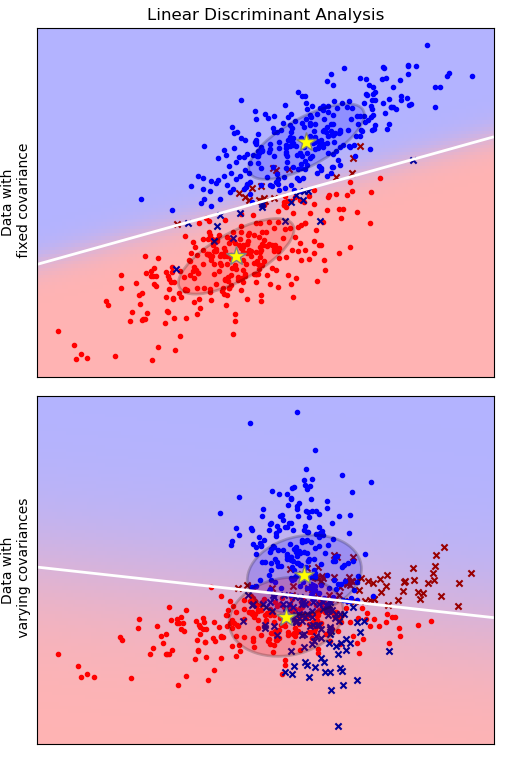 Linear Discriminant Analysis
Data with
fixed covariance
Data with
varying covariances